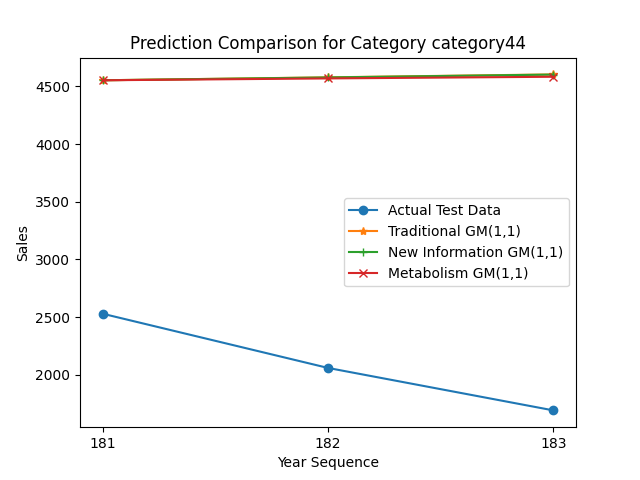 Prediction Comparison for Category category44
Sales
4500
4000
3500
3000
2500
2000
Actual Test Data
Traditional GM(1,1)
New Information GM(1,1)
Metabolism GM(1,1)
181
182
183
Year Sequence